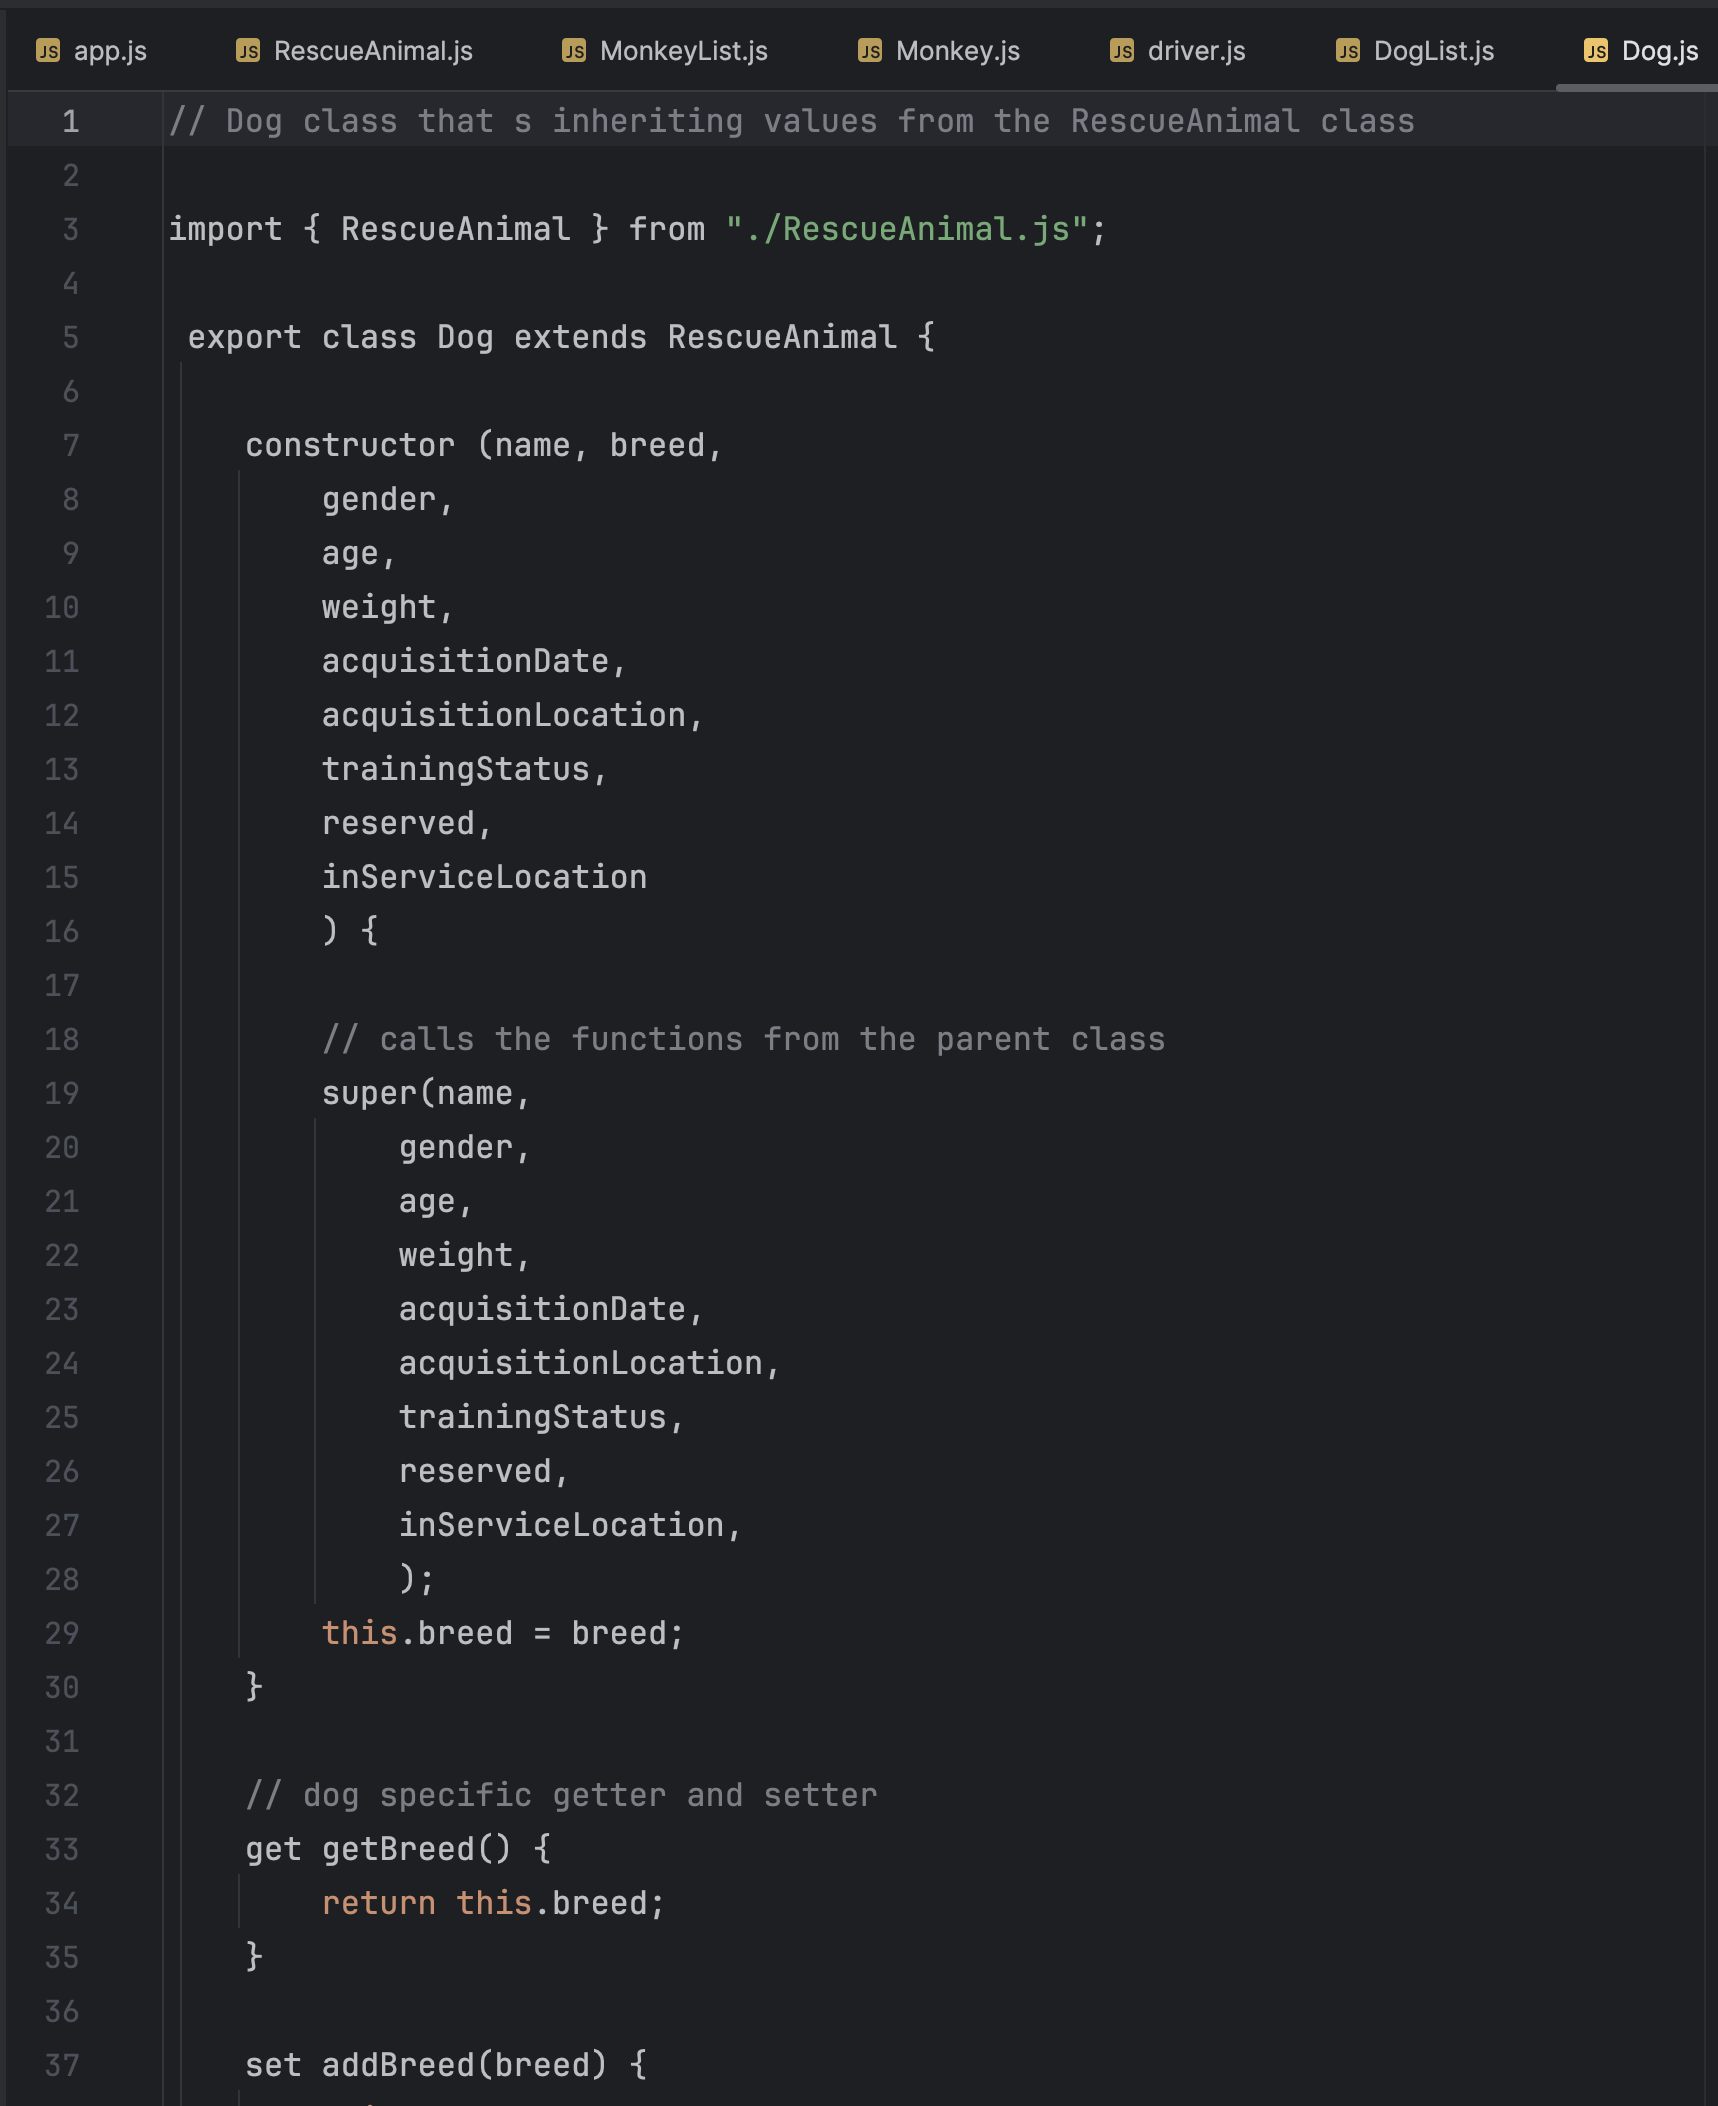 JS app.js JS RescueAnimal.js JS MonkeyList.js JS Monkey.js JS driver.js JS DogList.js JS Dog.js
1 // Dog class that s inheriting values from the RescueAnimal class
2
3 import { RescueAnimal } from "./RescueAnimal.js";
4
5 export class Dog extends RescueAnimal {
6
7 constructor (name, breed,
8 gender,
9 age,
10 weight,
11 acquisitionDate,
12 acquisitionLocation,
13 trainingStatus,
14 reserved,
15 inServiceLocation
16 ) {
17
18 // calls the functions from the parent class
19 super(name,
20 gender,
21 age,
22 weight,
23 acquisitionDate,
24 acquisitionLocation,
25 trainingStatus,
26 reserved,
27 inServiceLocation,
28 );
29 this.breed = breed;
30 }
31
32 // dog specific getter and setter
33 get getBreed() {
34 return this.breed;
35 }
36
37 set addBreed(breed) {